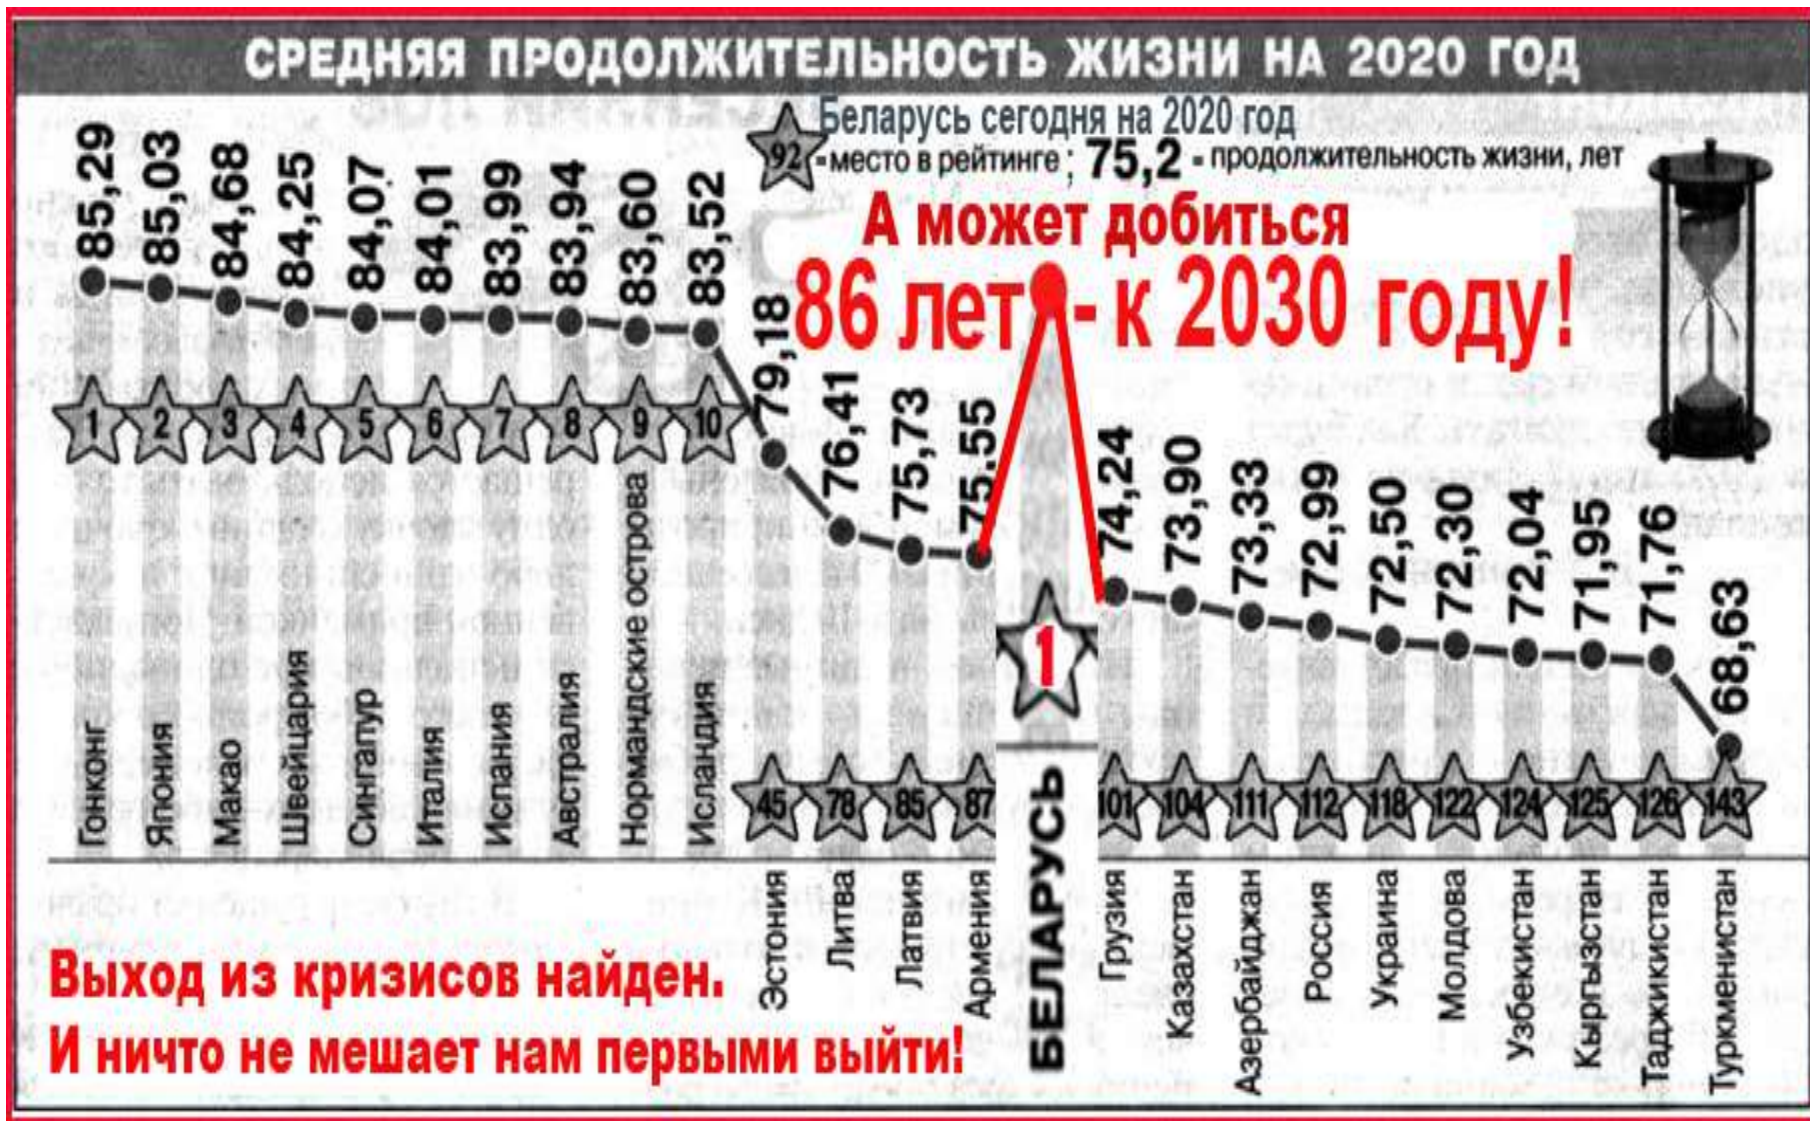 СРЕДНЯЯ ПРОДОЛЖИТЕЛЬНОСТЬ ЖИЗНИ НА 2020 ГОД
Беларусь сегодня на 2020 год
92 - место в рейтинге; 75,2 - продолжительность жизни, лет
А может добиться
86 лет - к 2030 году!
85,29
85,03
84,68
84,25
84,07
84,01
83,99
83,94
83,60
83,52
79,18
76,41
75,73
75.55
74,24
73,90
73,33
72,99
72,50
72,30
72,04
71,95
71,76
68,63
1
2
3
4
5
6
7
8
9
10
1
45
78
85
87
101
104
111
112
118
122
124
125
126
143
Гонконг
Япония
Макао
Швейцария
Сингапур
Италия
Испания
Австралия
Нормандские острова
Исландия
Эстония
Литва
Латвия
Армения
БЕЛАРУСЬ
Грузия
Казахстан
Азербайджан
Россия
Украина
Молдова
Узбекистан
Кыргызстан
Таджикистан
Туркменистан
Выход из кризисов найден.
И ничто не мешает нам первыми выйти!